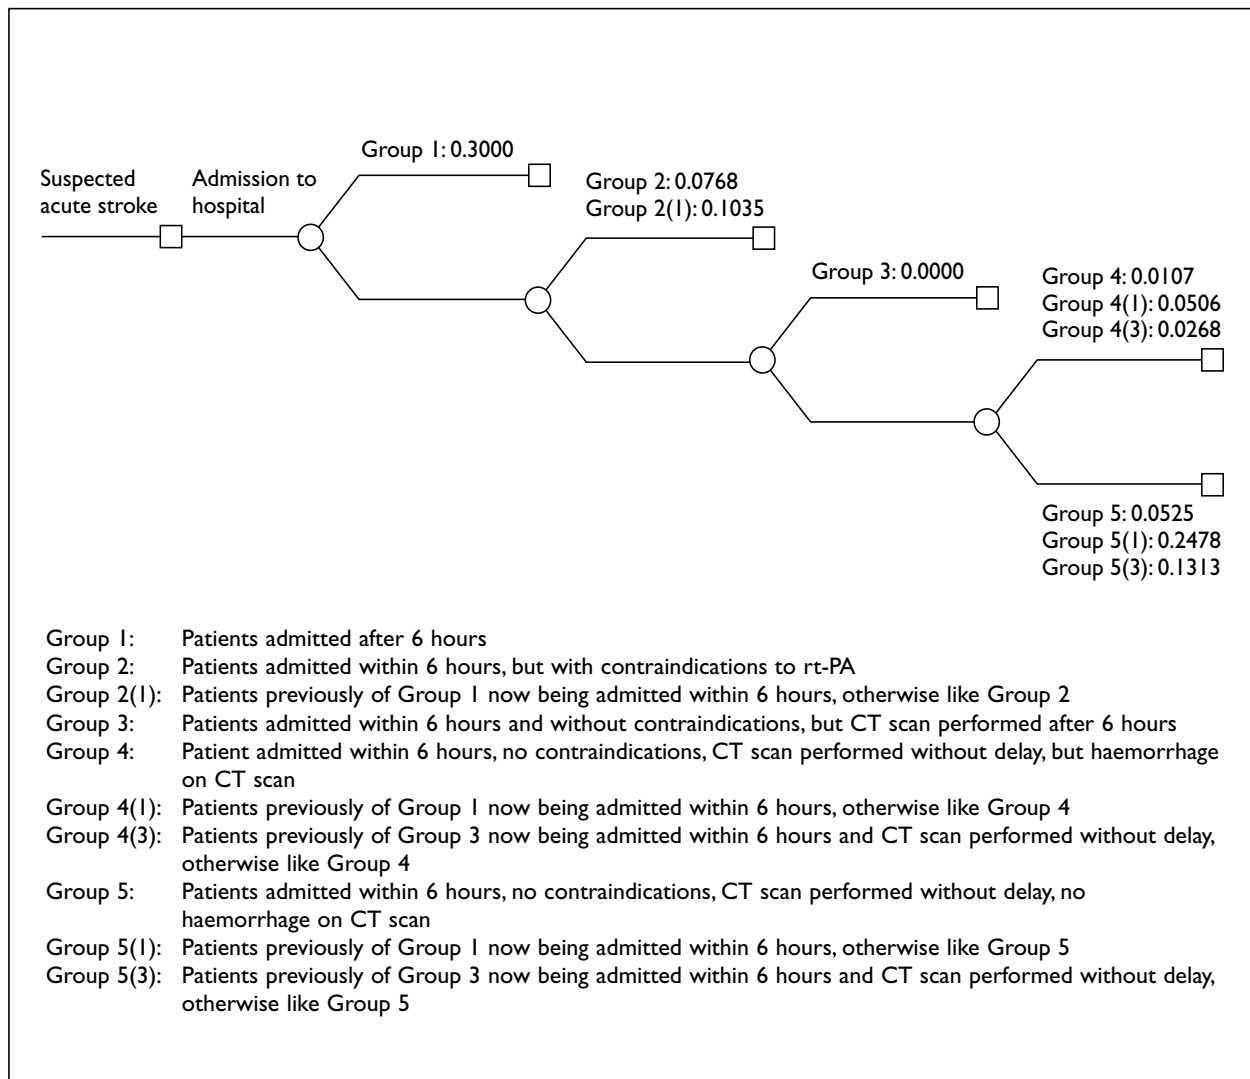 Suspected
acute stroke
Admission to
hospital
Group 1: 0.3000
Group 2: 0.0768
Group 2(1): 0.1035
Group 3: 0.0000
Group 4: 0.0107
Group 4(1): 0.0506
Group 4(3): 0.0268
Group 5: 0.0525
Group 5(1): 0.2478
Group 5(3): 0.1313
Group 1: Patients admitted after 6 hours
Group 2: Patients admitted within 6 hours, but with contraindications to rt-PA
Group 2(1): Patients previously of Group 1 now being admitted within 6 hours, otherwise like Group 2
Group 3: Patients admitted within 6 hours and without contraindications, but CT scan performed after 6 hours
Group 4: Patient admitted within 6 hours, no contraindications, CT scan performed without delay, but haemorrhage
on CT scan
Group 4(1): Patients previously of Group 1 now being admitted within 6 hours, otherwise like Group 4
Group 4(3): Patients previously of Group 3 now being admitted within 6 hours and CT scan performed without delay,
otherwise like Group 4
Group 5: Patients admitted within 6 hours, no contraindications, CT scan performed without delay, no
haemorrhage on CT scan
Group 5(1): Patients previously of Group 1 now being admitted within 6 hours, otherwise like Group 5
Group 5(3): Patients previously of Group 3 now being admitted within 6 hours and CT scan performed without delay,
otherwise like Group 5